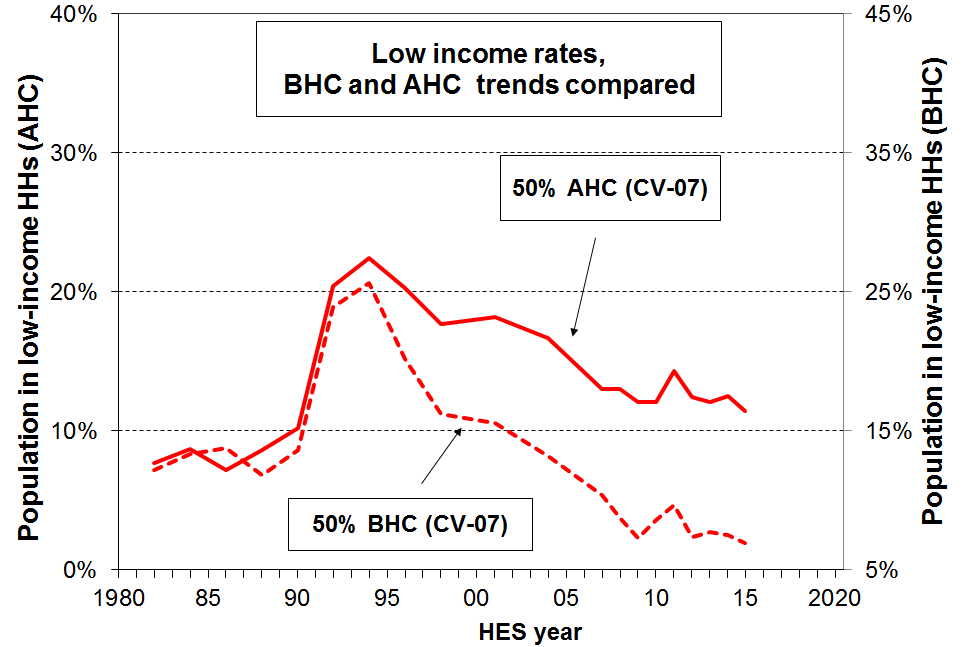 Low income rates,
BHC and AHC trends compared
Population in low-income HHs (AHC)
Population in low-income HHs (BHC)
40%
30%
20%
10%
0%
45%
35%
25%
15%
5%
50% AHC (CV-07)
50% BHC (CV-07)
1980 85 90 95 00 05 10 15 2020
HES year